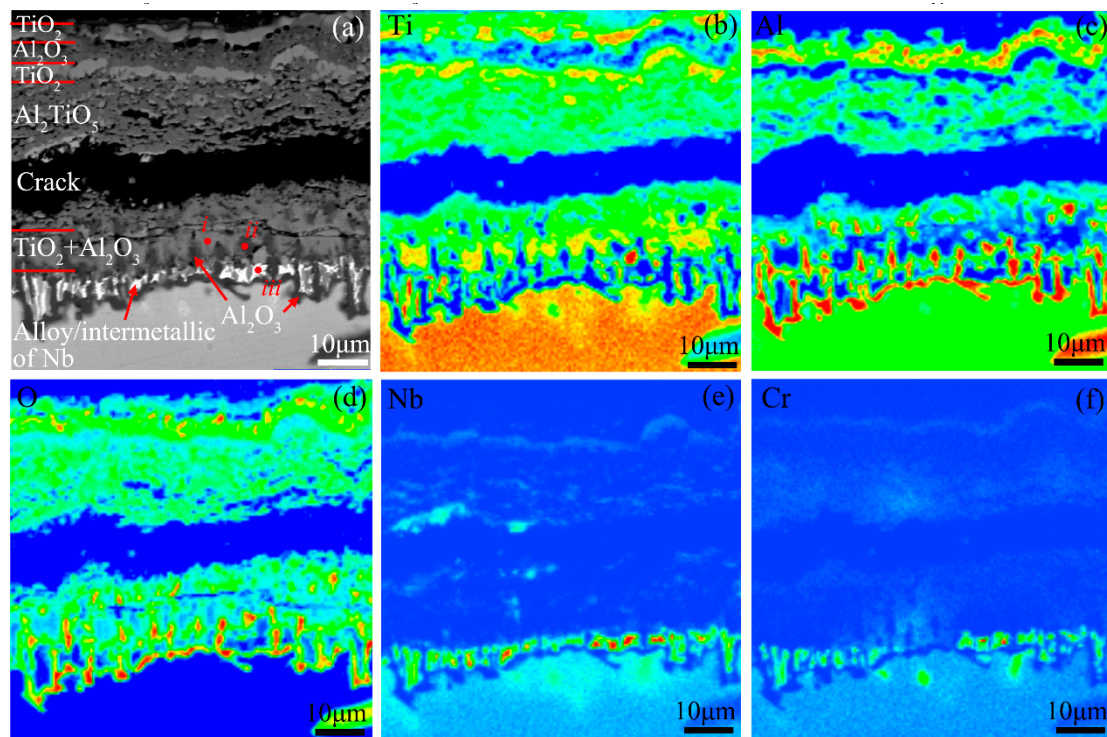 TiO₂
Al₂O₃
TiO₂
Al₂TiO₅
Crack
TiO₂+Al₂O₃
Alloy/intermetallic
of Nb
Al₂O₃
i
ii
iii
(a)
10μm
Ti
(b)
10μm
Al
(c)
10μm
O
(d)
10μm
Nb
(e)
10μm
Cr
(f)
10μm